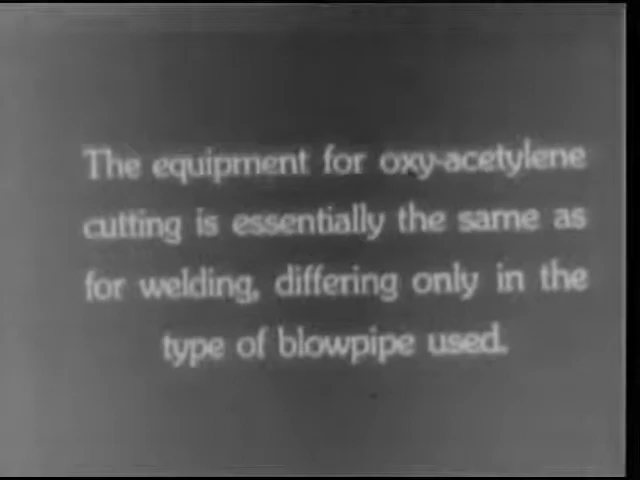 The equipment for oxy-acetylene
cutting is essentially the same as
for welding, differing only in the
type of blowpipe used.